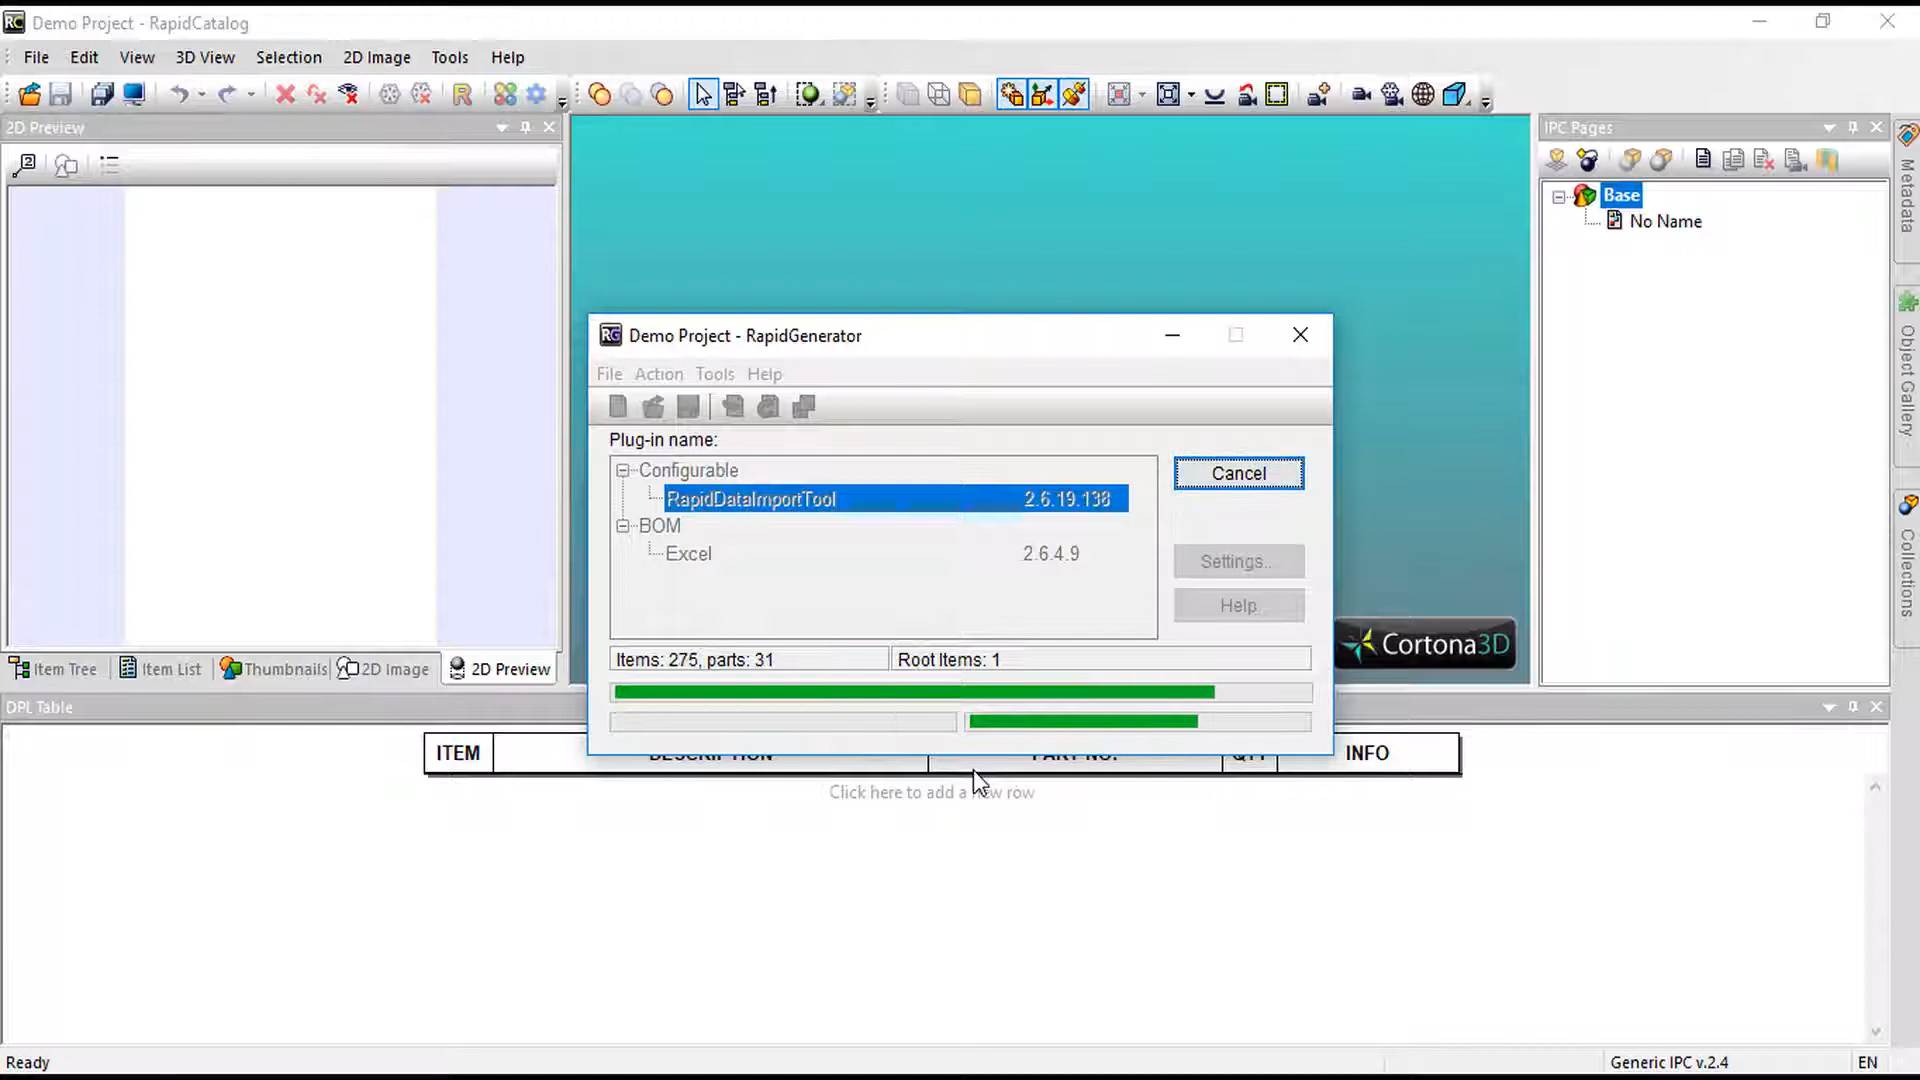 Demo Project - RapidCatalog
File Edit View 3D View Selection 2D Image Tools Help
2D Preview
IPC Pages
Base
No Name
Metadata
Object Gallery
Collections
Demo Project - RapidGenerator
File Action Tools Help
Plug-in name:
Configurable
RapidDataImportTool 2.6.19.138
BOM
Excel 2.6.4.9
Cancel
Settings...
Help
Items: 275, parts: 31 Root Items: 1
Cortona3D
Item Tree Item List Thumbnails 2D Image 2D Preview
DPL Table
ITEM DESCRIPTION PART NO. QTY INFO
Click here to add a new row
Ready Generic IPC v.2.4 EN